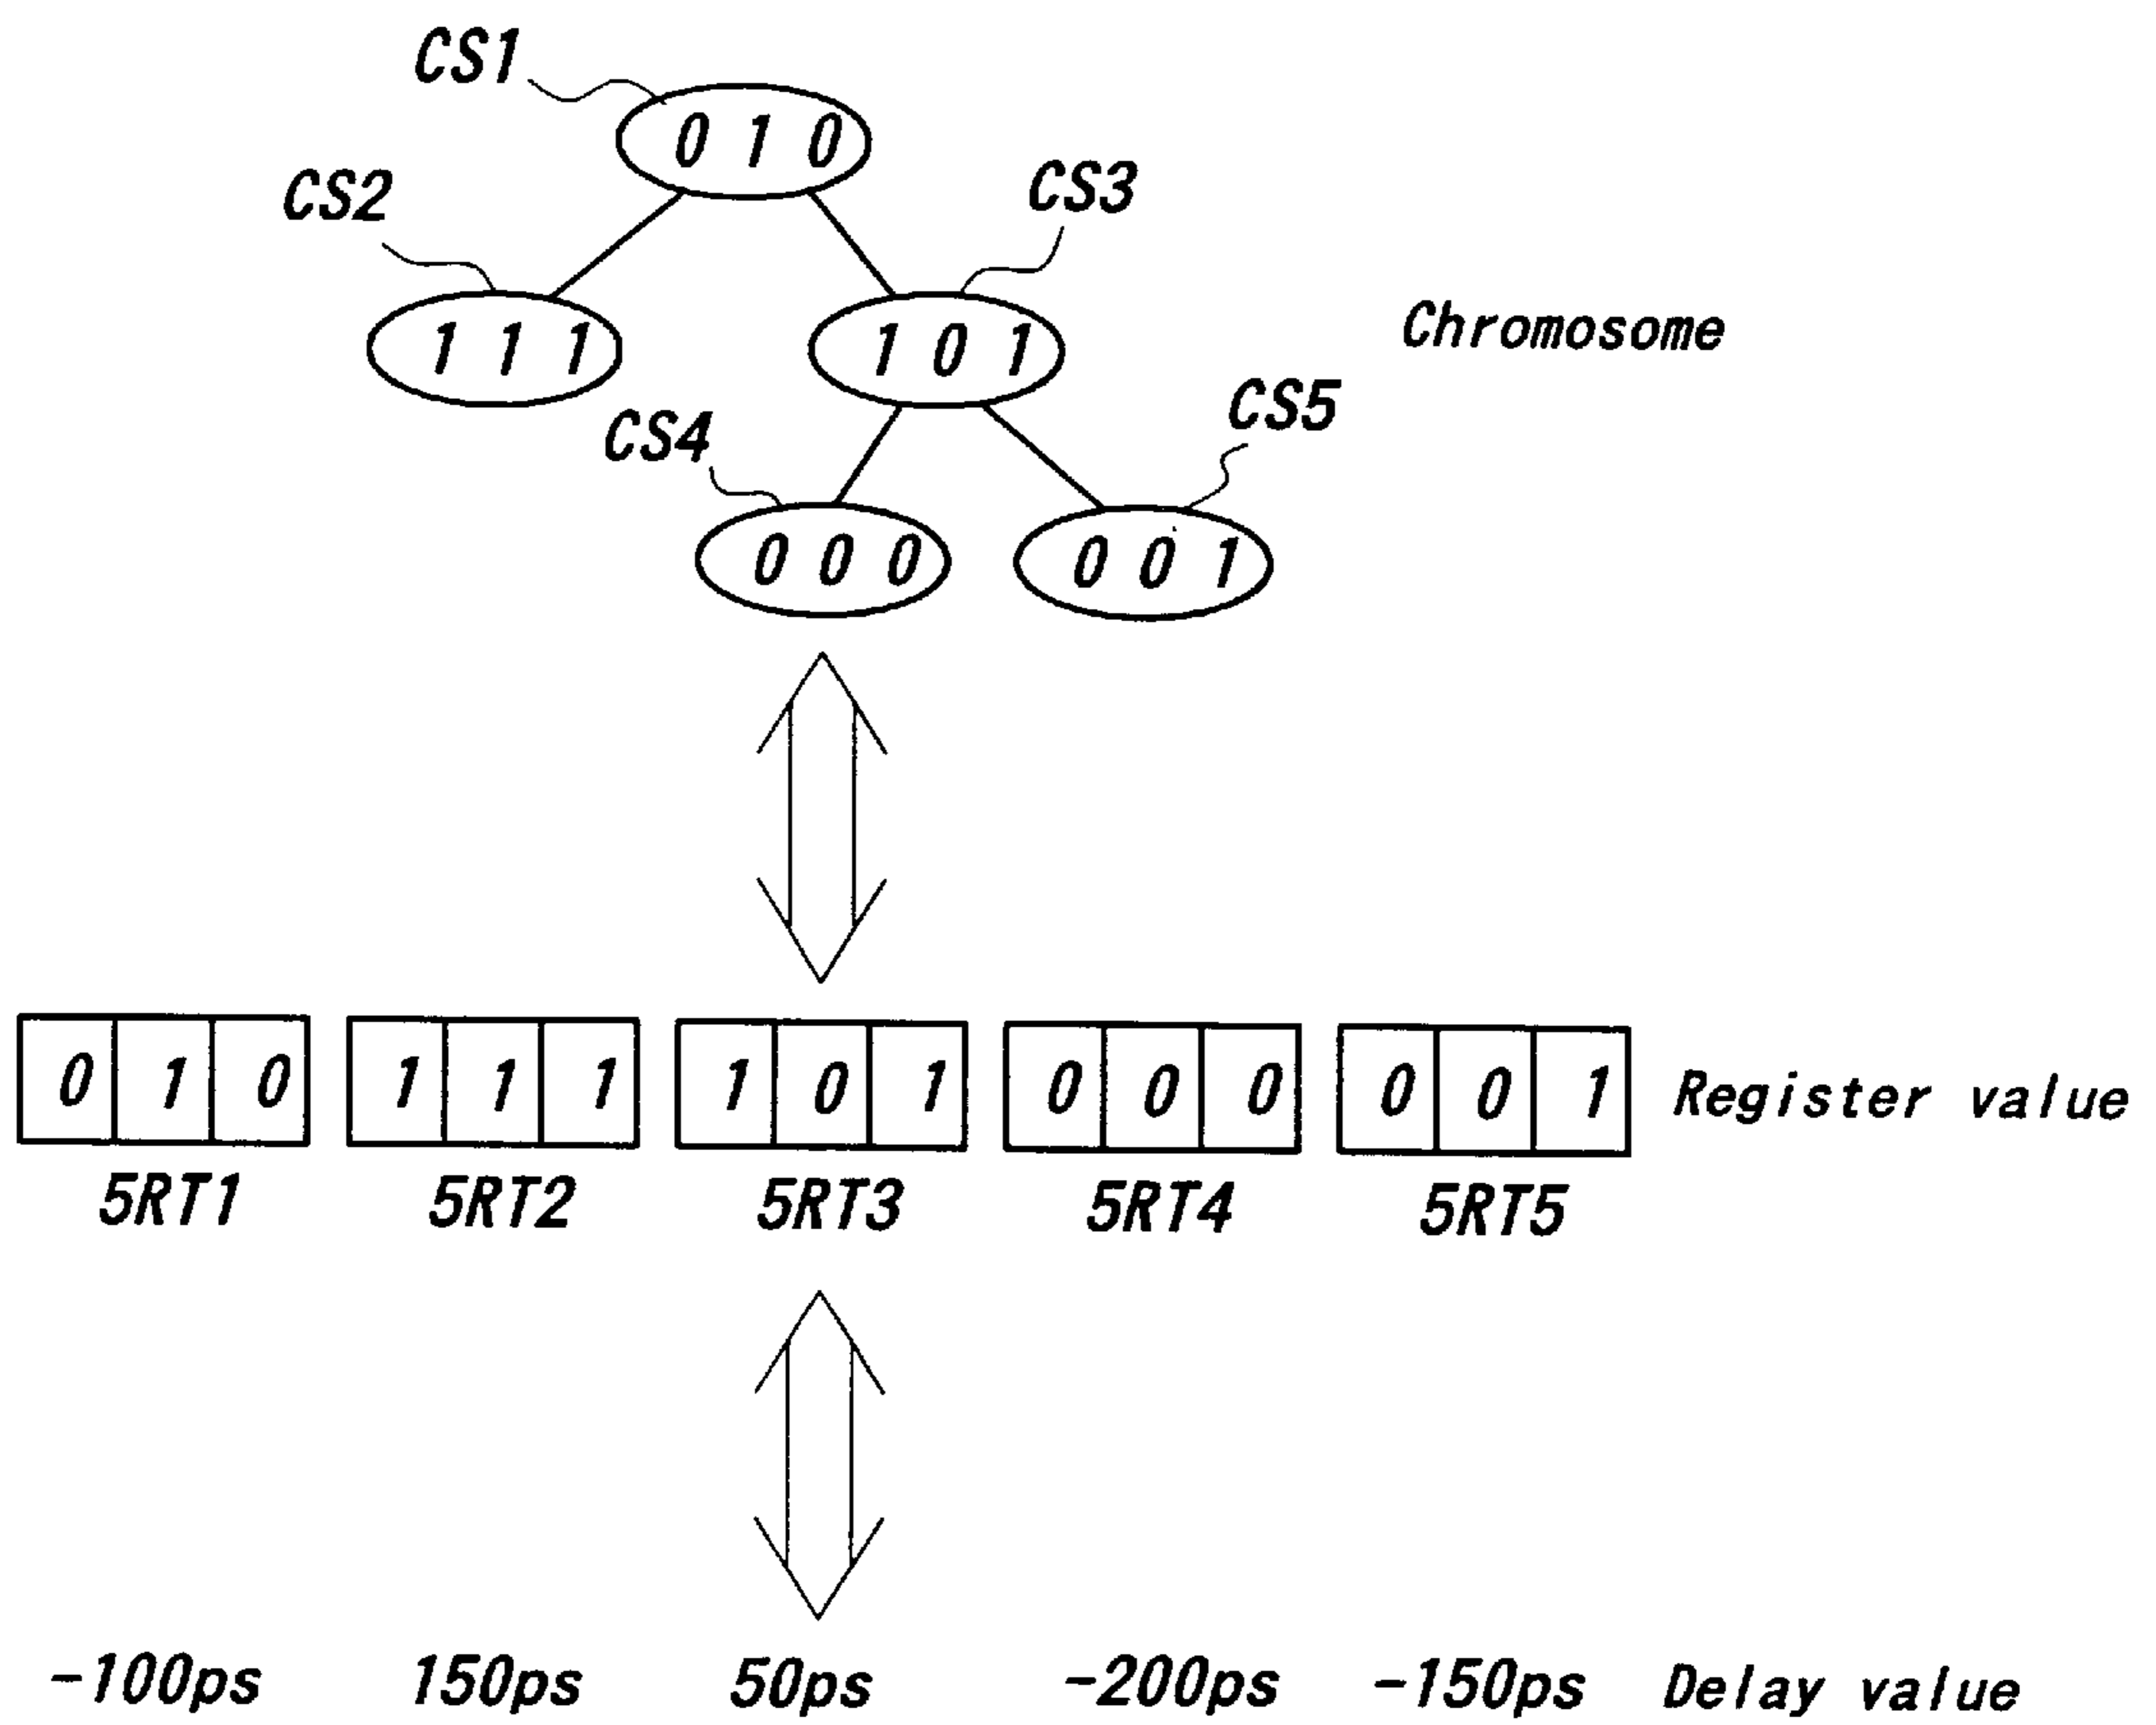 CS1
0 1 0
CS2
CS3
1 1 1
1 0 1
Chromosome
CS4
CS5
0 0 0
0 0 1
0 1 0 1 1 1 1 0 1 0 0 0 0 0 1 Register value
5RT1 5RT2 5RT3 5RT4 5RT5
-100ps 150ps 50ps -200ps -150ps Delay value